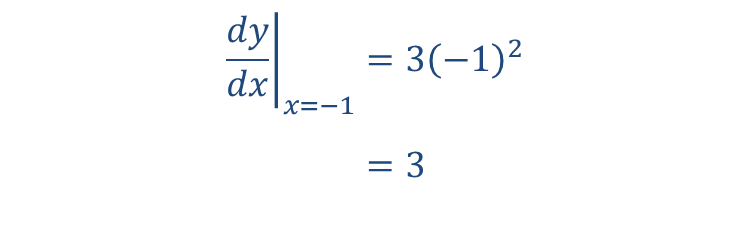 dy/dx|ₓ₌₋₁ = 3(−1)²
= 3